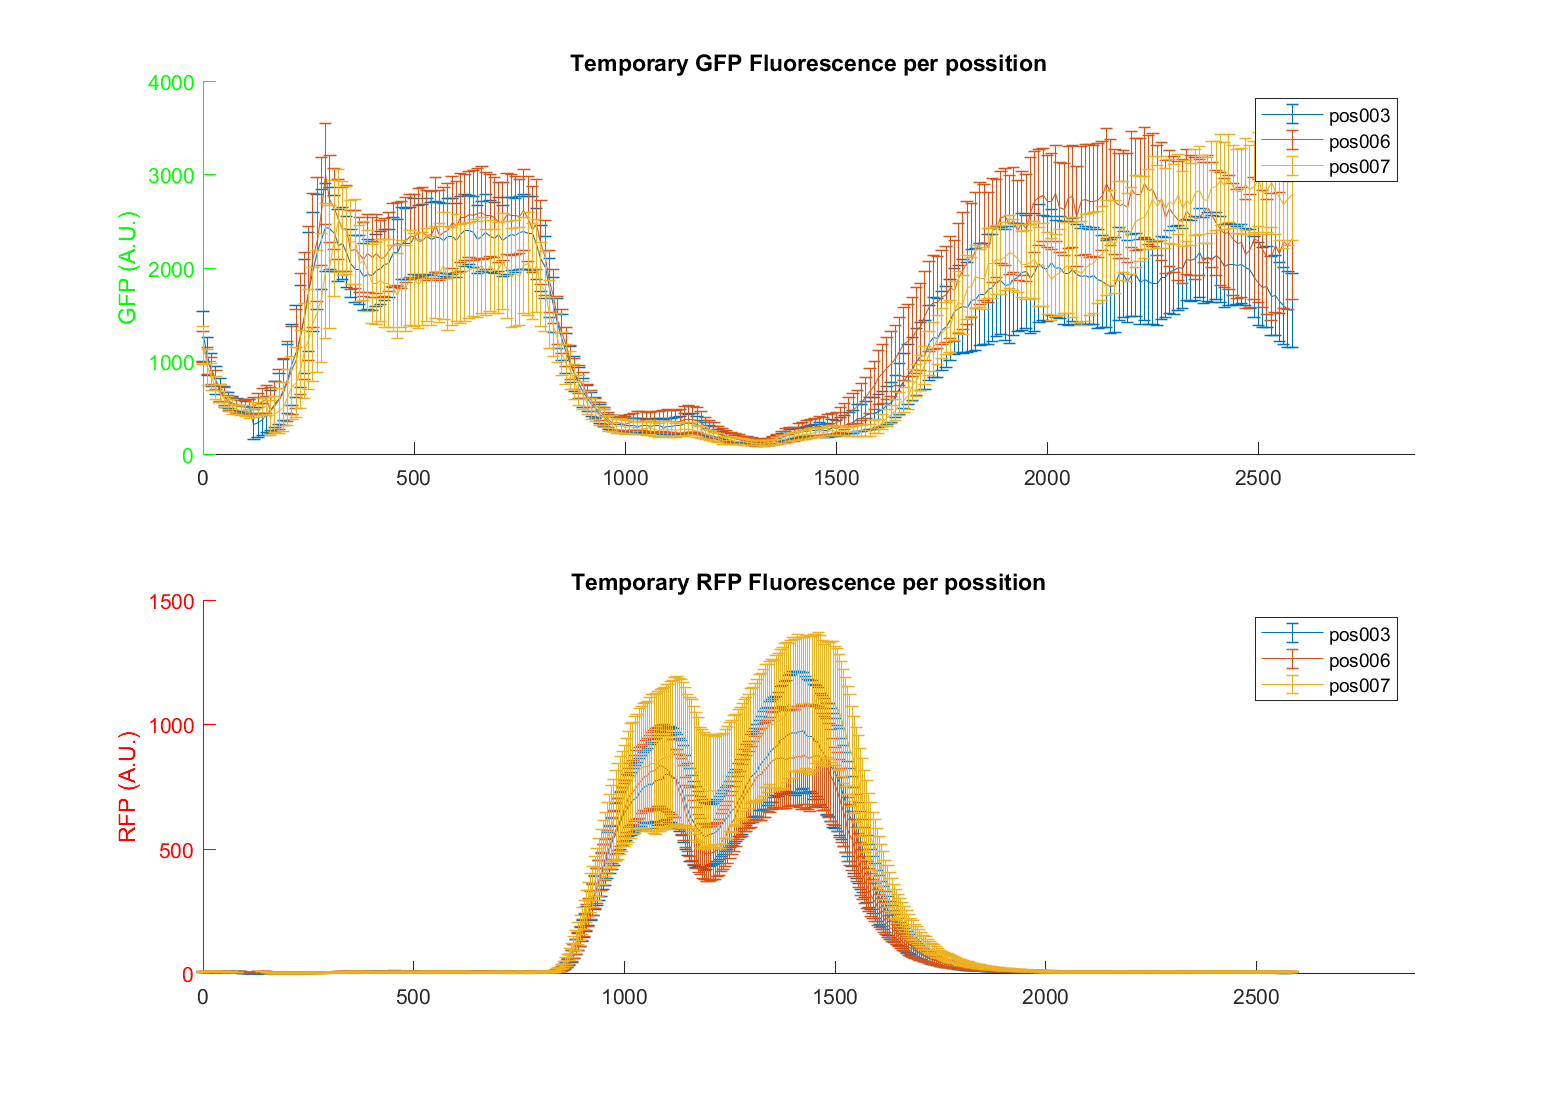 Temporary GFP Fluorescence per possition
GFP (A.U.)
4000
3000
2000
1000
0
0 500 1000 1500 2000 2500
pos003
pos006
pos007
Temporary RFP Fluorescence per possition
RFP (A.U.)
1500
1000
500
0
0 500 1000 1500 2000 2500
pos003
pos006
pos007